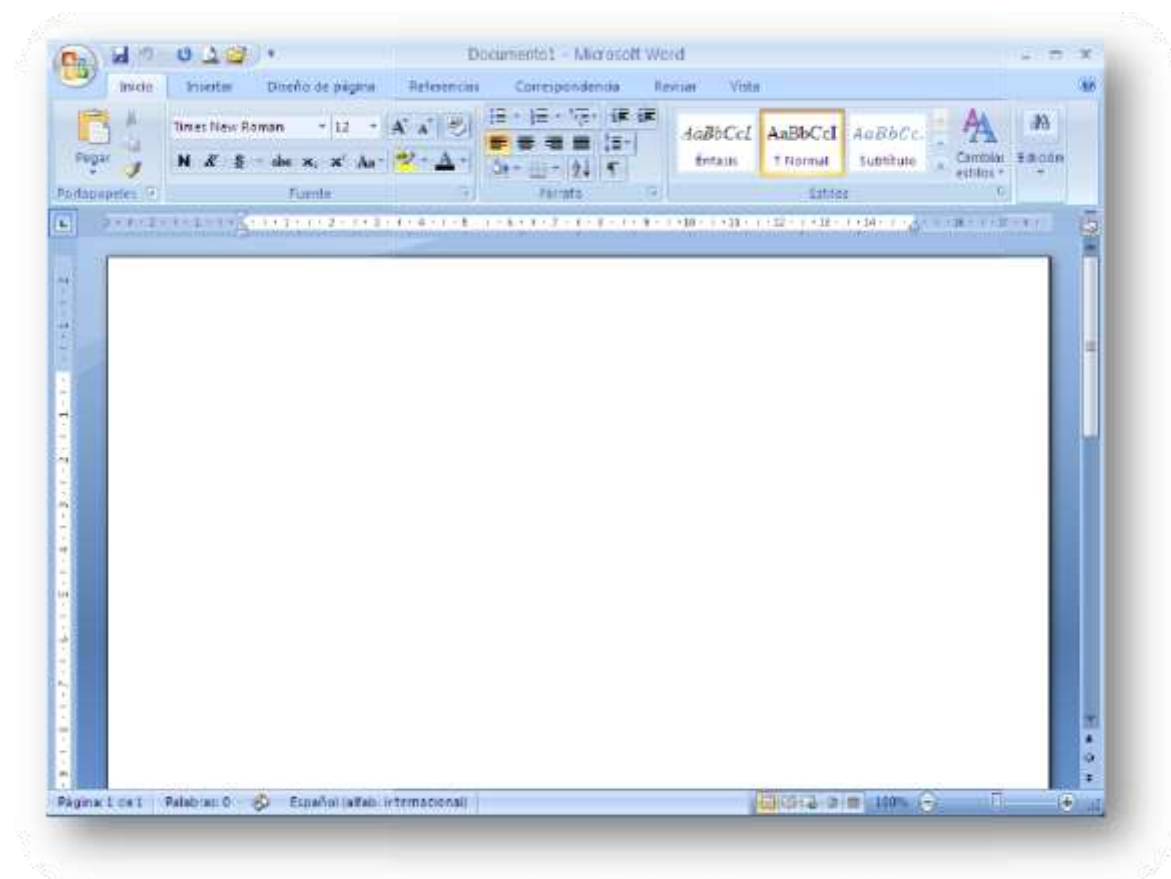 Documento1 - Microsoft Word
Inicio Insertar Diseño de página Referencias Correspondencia Revisar Vista
Times New Roman 12
AaBbCcI AaBbCcI AaBbCc.
Pegar
N K S abc x, x' Aa A
Énfasis ¶ Normal Subtítulo
Cambiar estilos
Edición
Portapapeles Fuente Párrafo Estilos
Página: 1 de 1 Palabras: 0 Español (alfab. internacional) 100%